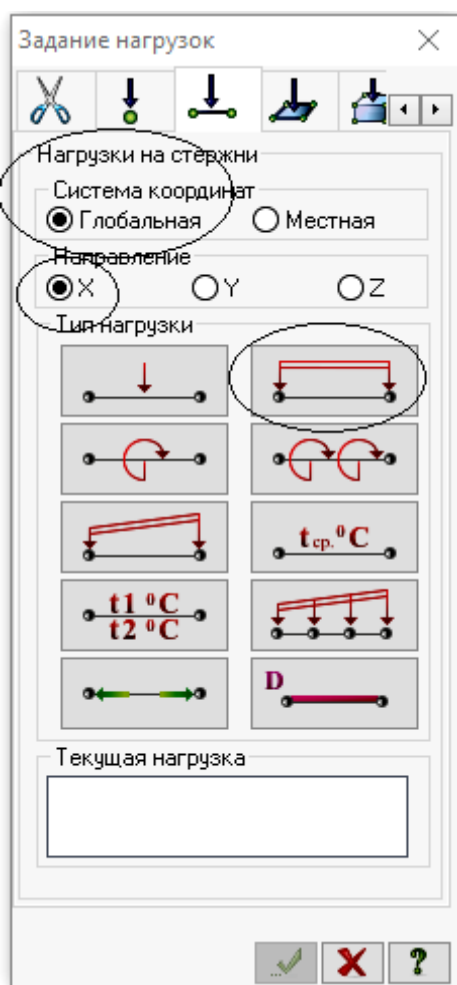 Задание нагрузок
Нагрузки на стержни
Система координат
Глобальная Местная
Направление
X Y Z
Тип нагрузки
t ср. ⁰C
t1 ⁰C
t2 ⁰C
D
Текущая нагрузка
?